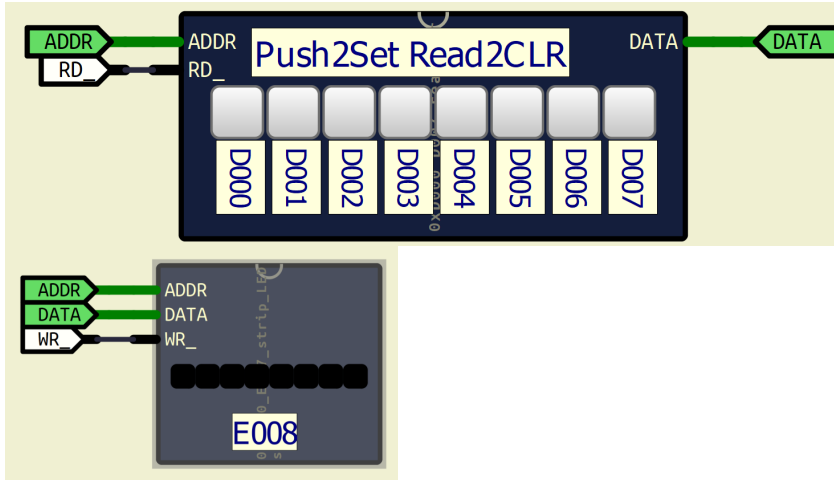 ADDR ADDR Push2Set Read2CLR DATA DATA
RD_ RD_
D000 D001 D002 D003 D004 D005 D006 D007
ADDR ADDR
DATA DATA
WR_ WR_
E008